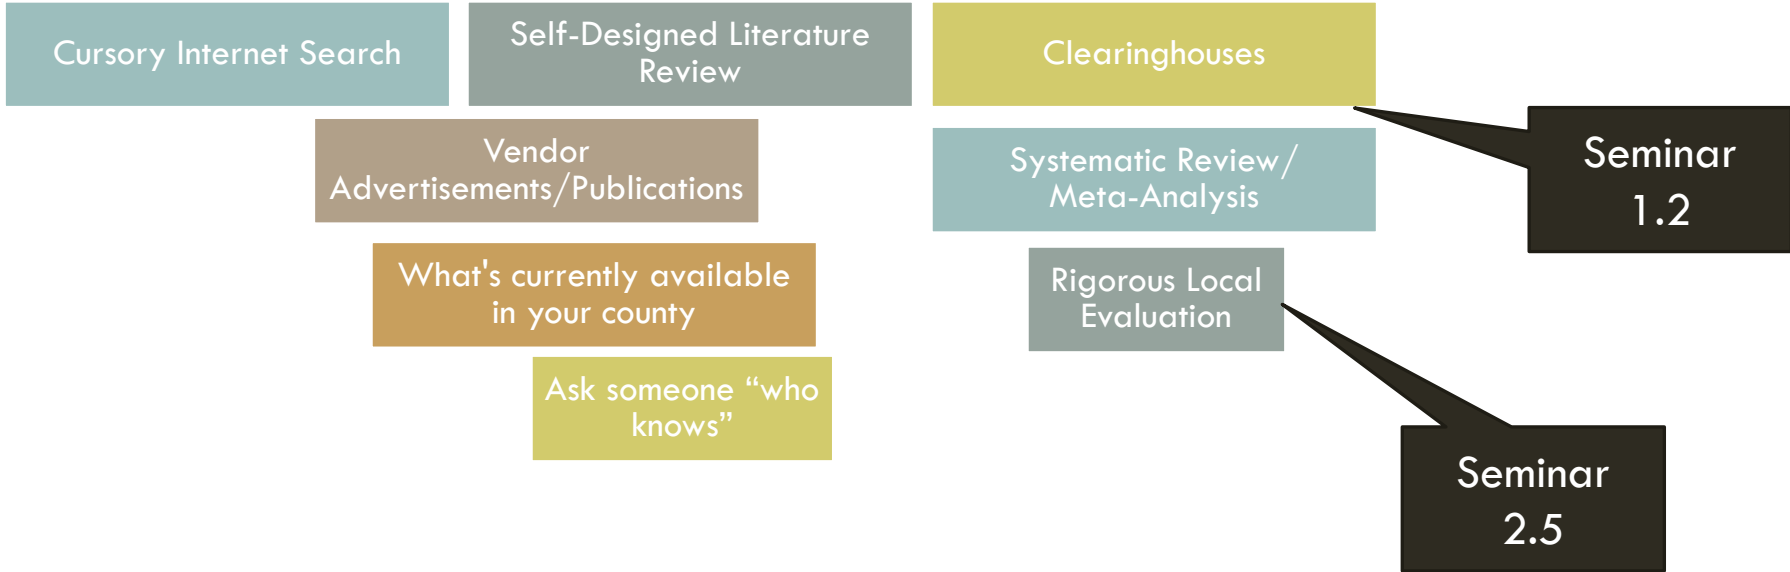 Cursory Internet Search
Self-Designed Literature
Review
Clearinghouses
Vendor
Advertisements/Publications
Systematic Review/
Meta-Analysis
Seminar
1.2
What's currently available
in your county
Rigorous Local
Evaluation
Ask someone “who
knows”
Seminar
2.5